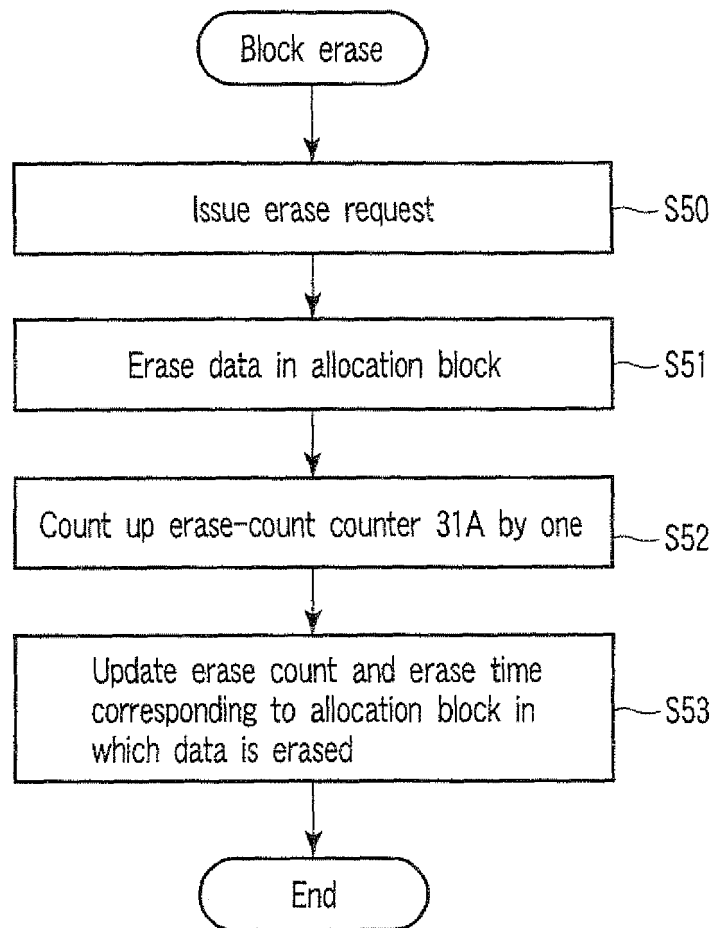 Block erase
Issue erase request
S50
Erase data in allocation block
S51
Count up erase-count counter 31A by one
S52
Update erase count and erase time
corresponding to allocation block in
which data is erased
S53
End